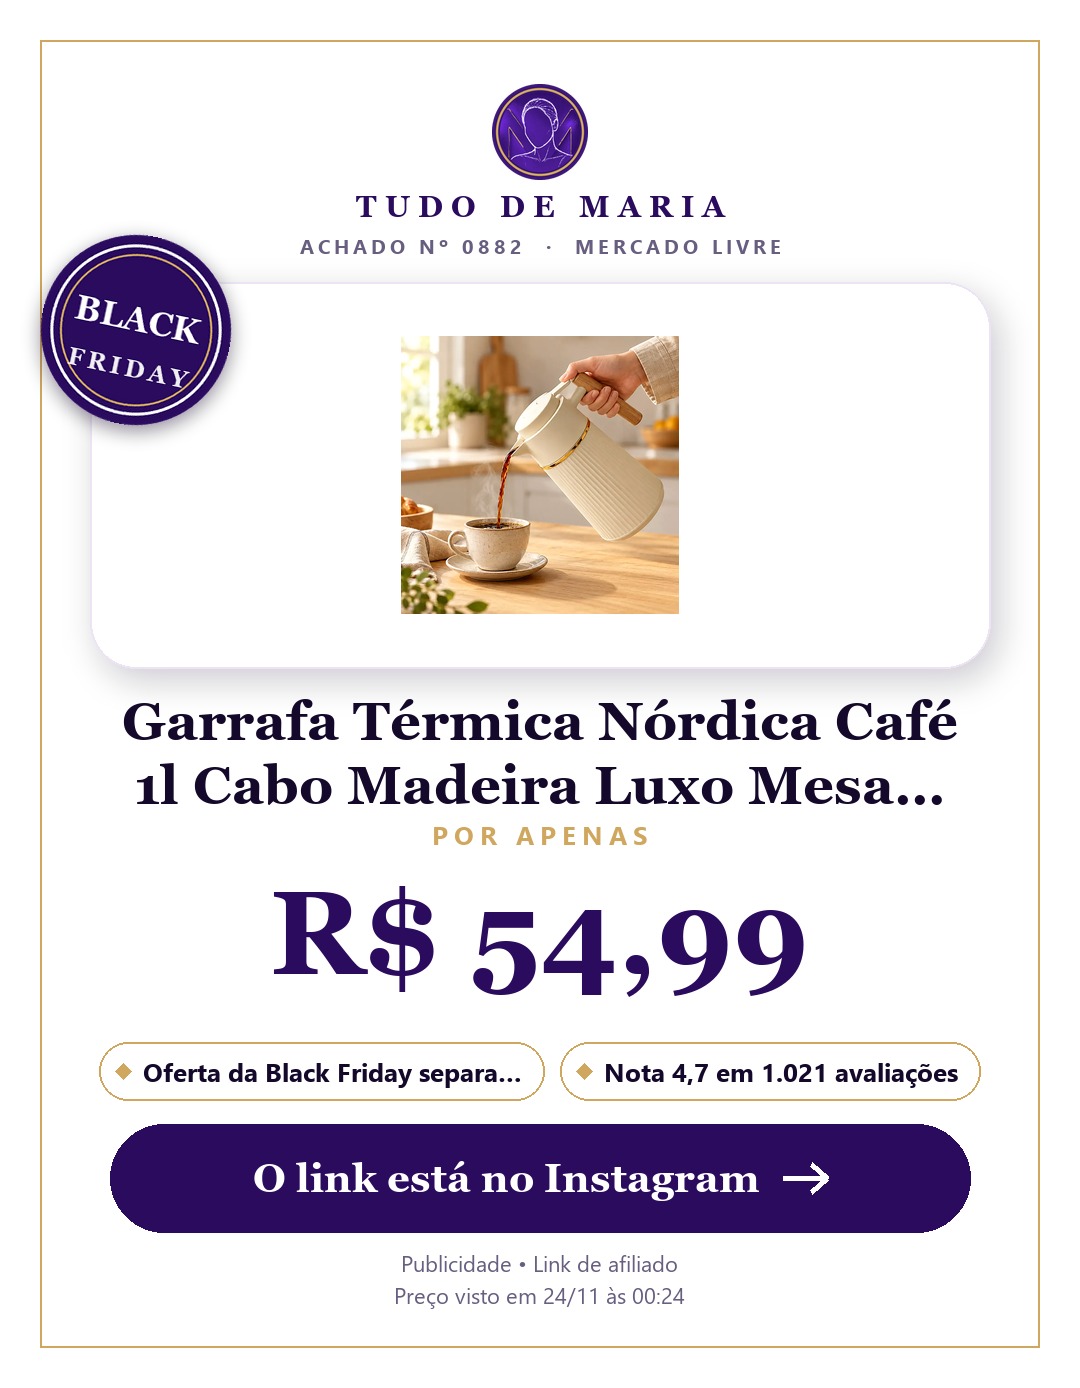 TUDO DE MARIA
ACHADO Nº 0882 · MERCADO LIVRE
BLACK
FRIDAY
Garrafa Térmica Nórdica Café
1l Cabo Madeira Luxo Mesa...
POR APENAS
R$ 54,99
Oferta da Black Friday separa...
Nota 4,7 em 1.021 avaliações
O link está no Instagram →
Publicidade • Link de afiliado
Preço visto em 24/11 às 00:24